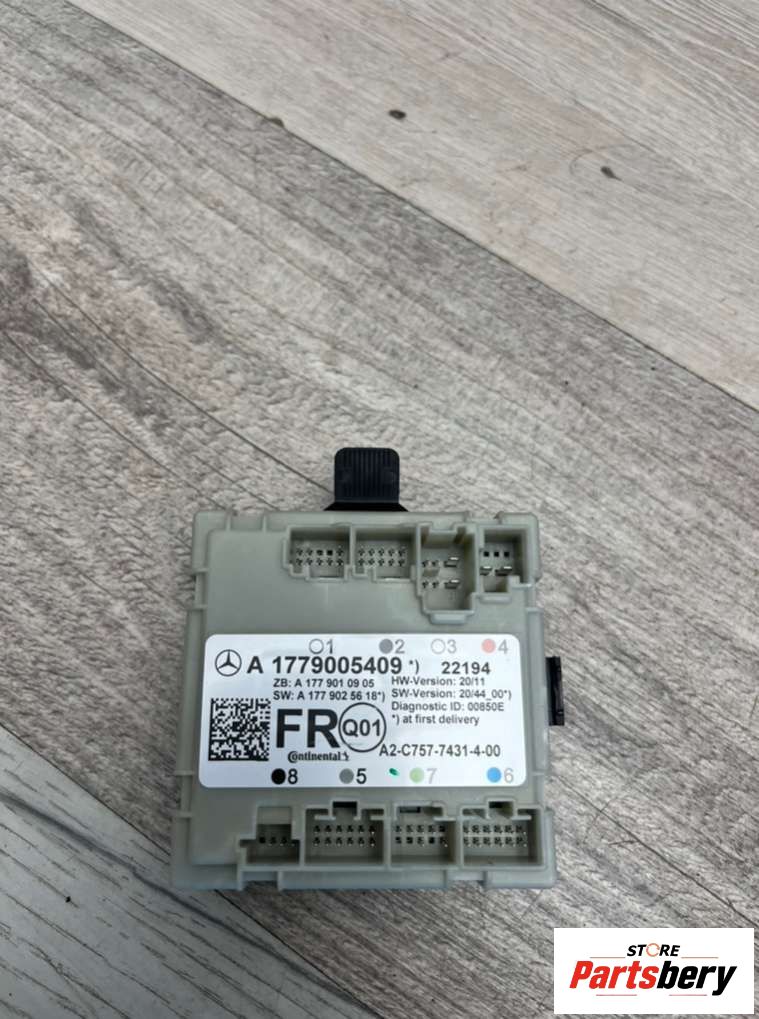 1 2 3 4
A 1779005409 *) 22194
ZB: A 177 901 09 05 HW-Version: 20/11
SW: A 177 902 56 18*) SW-Version: 20/44_00*)
Diagnostic ID: 00850E
*) at first delivery
FR Q01
Continental A2-C757-7431-4-00
8 5 7 6
STORE
Partsbery